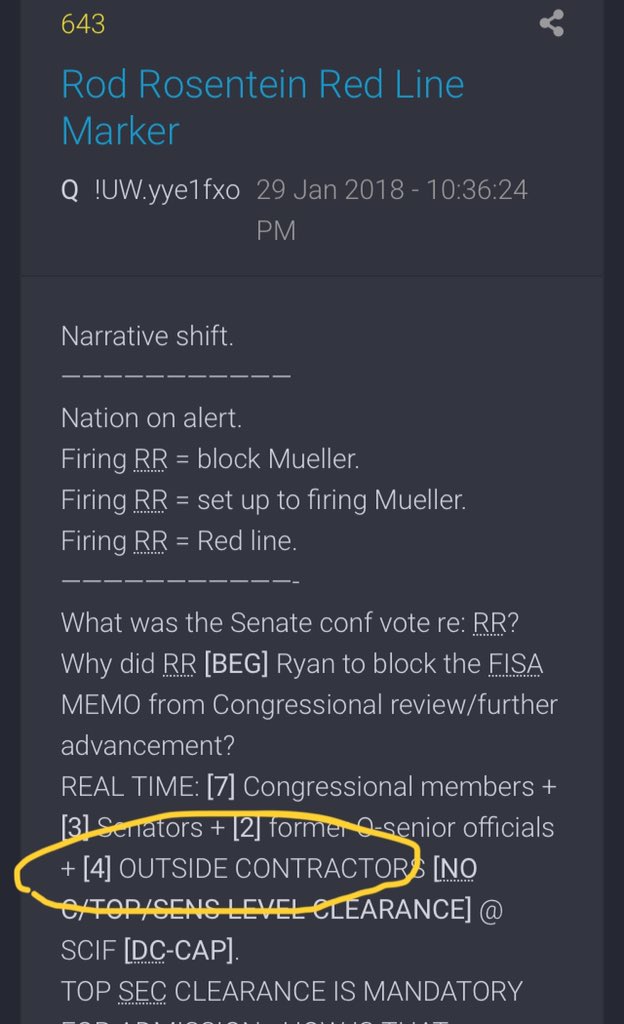 643
Rod Rosentein Red Line
Marker
Q !UW.yye1fxo 29 Jan 2018 - 10:36:24
PM
Narrative shift.
———————————
Nation on alert.
Firing RR = block Mueller.
Firing RR = set up to firing Mueller.
Firing RR = Red line.
———————————-
What was the Senate conf vote re: RR?
Why did RR [BEG] Ryan to block the FISA
MEMO from Congressional review/further
advancement?
REAL TIME: [7] Congressional members +
[3] Senators + [2] former O-senior officials
+ [4] OUTSIDE CONTRACTORS [NO
C/TOP/SENS LEVEL CLEARANCE] @
SCIF [DC-CAP].
TOP SEC CLEARANCE IS MANDATORY